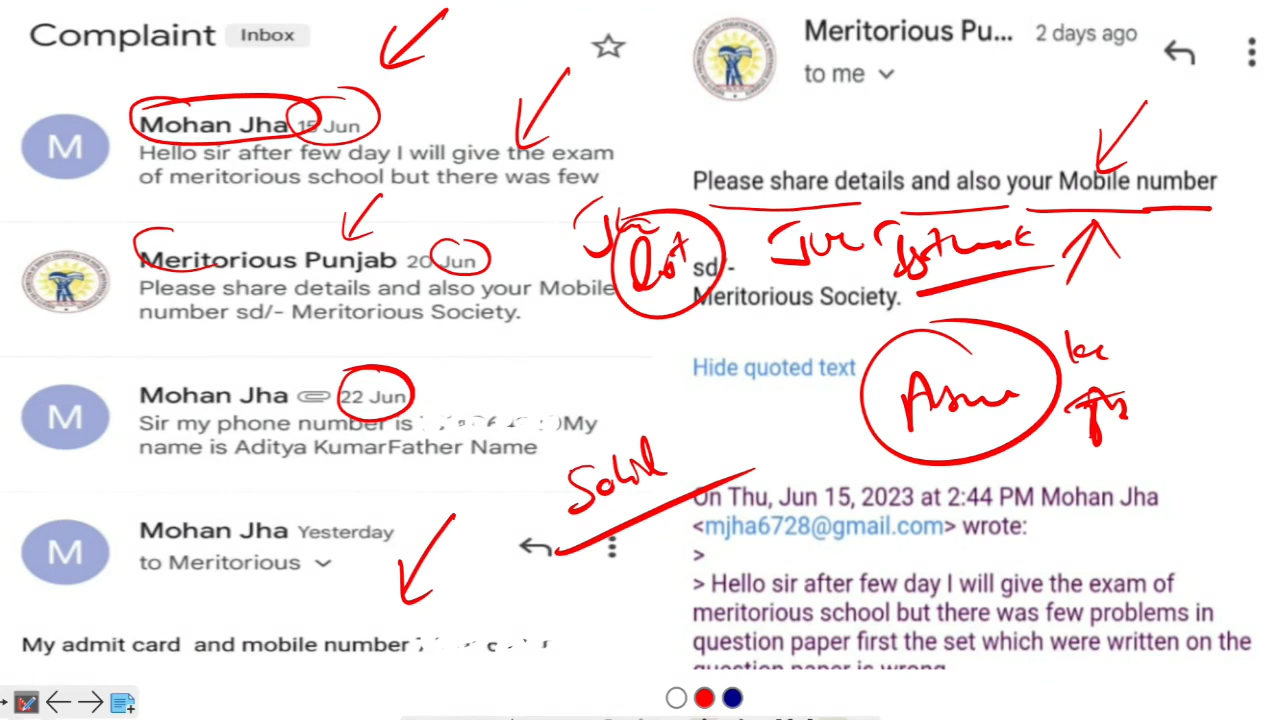 Complaint Inbox
Mohan Jha 15 Jun
Hello sir after few day I will give the exam
of meritorious school but there was few
Meritorious Punjab 20 Jun
Please share details and also your Mobile
number sd/- Meritorious Society.
Mohan Jha 22 Jun
Sir my phone number is My
name is Aditya KumarFather Name
Mohan Jha Yesterday
to Meritorious
My admit card and mobile number
Meritorious Pu... 2 days ago
to me
Please share details and also your Mobile number
sd/-
Meritorious Society.
Hide quoted text
On Thu, Jun 15, 2023 at 2:44 PM Mohan Jha
<mjha6728@gmail.com> wrote:
>
> Hello sir after few day I will give the exam of
meritorious school but there was few problems in
question paper first the set which were written on the
question paper is wrong